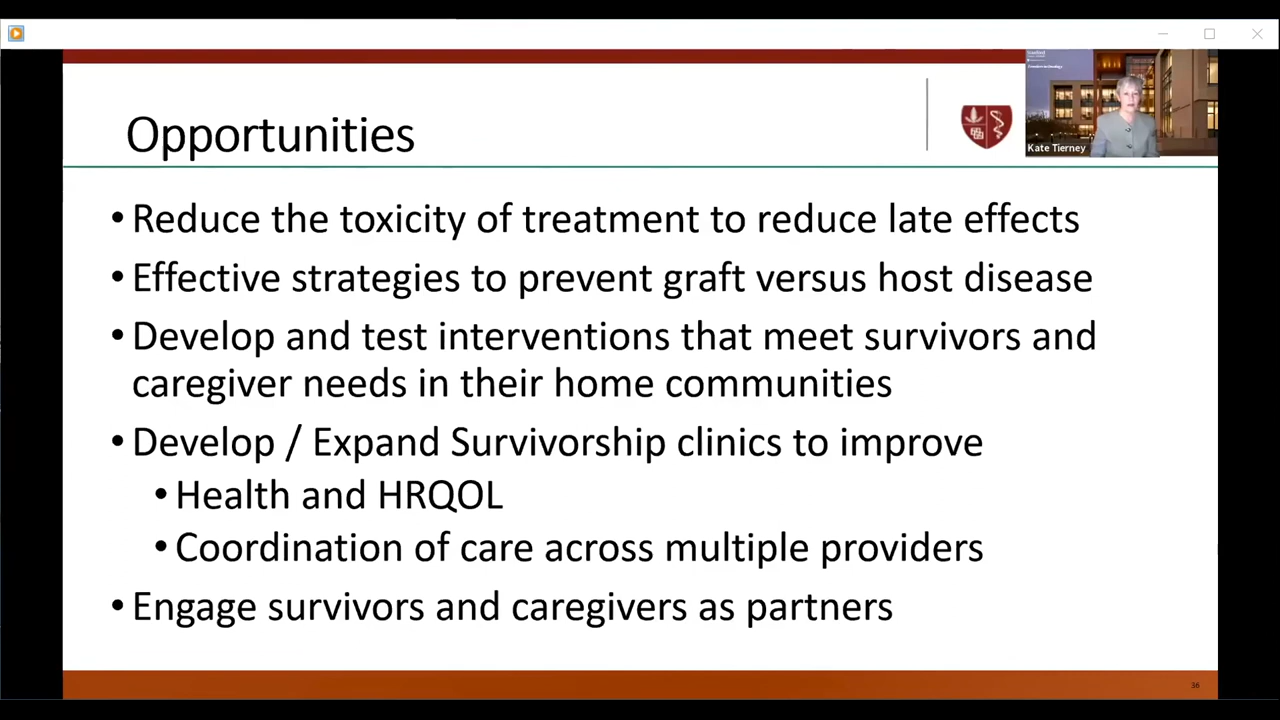 Opportunities
Kate Tierney
• Reduce the toxicity of treatment to reduce late effects
• Effective strategies to prevent graft versus host disease
• Develop and test interventions that meet survivors and
caregiver needs in their home communities
• Develop / Expand Survivorship clinics to improve
• Health and HRQOL
• Coordination of care across multiple providers
• Engage survivors and caregivers as partners
36